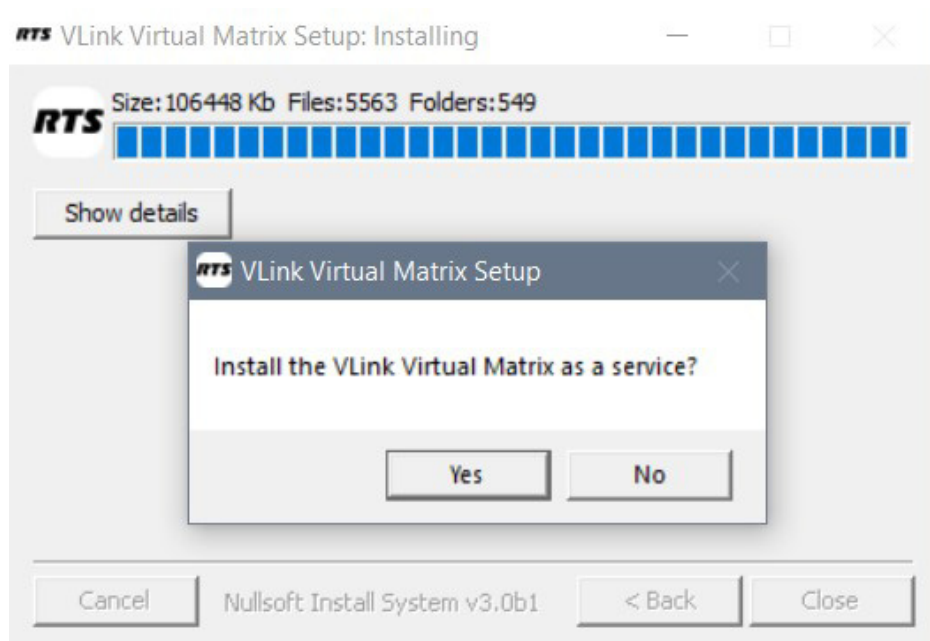 RTS VLink Virtual Matrix Setup: Installing
RTS
Size:106448 Kb Files:5563 Folders:549
Show details
RTS VLink Virtual Matrix Setup
Install the VLink Virtual Matrix as a service?
Yes No
Cancel Nullsoft Install System v3.0b1 < Back Close